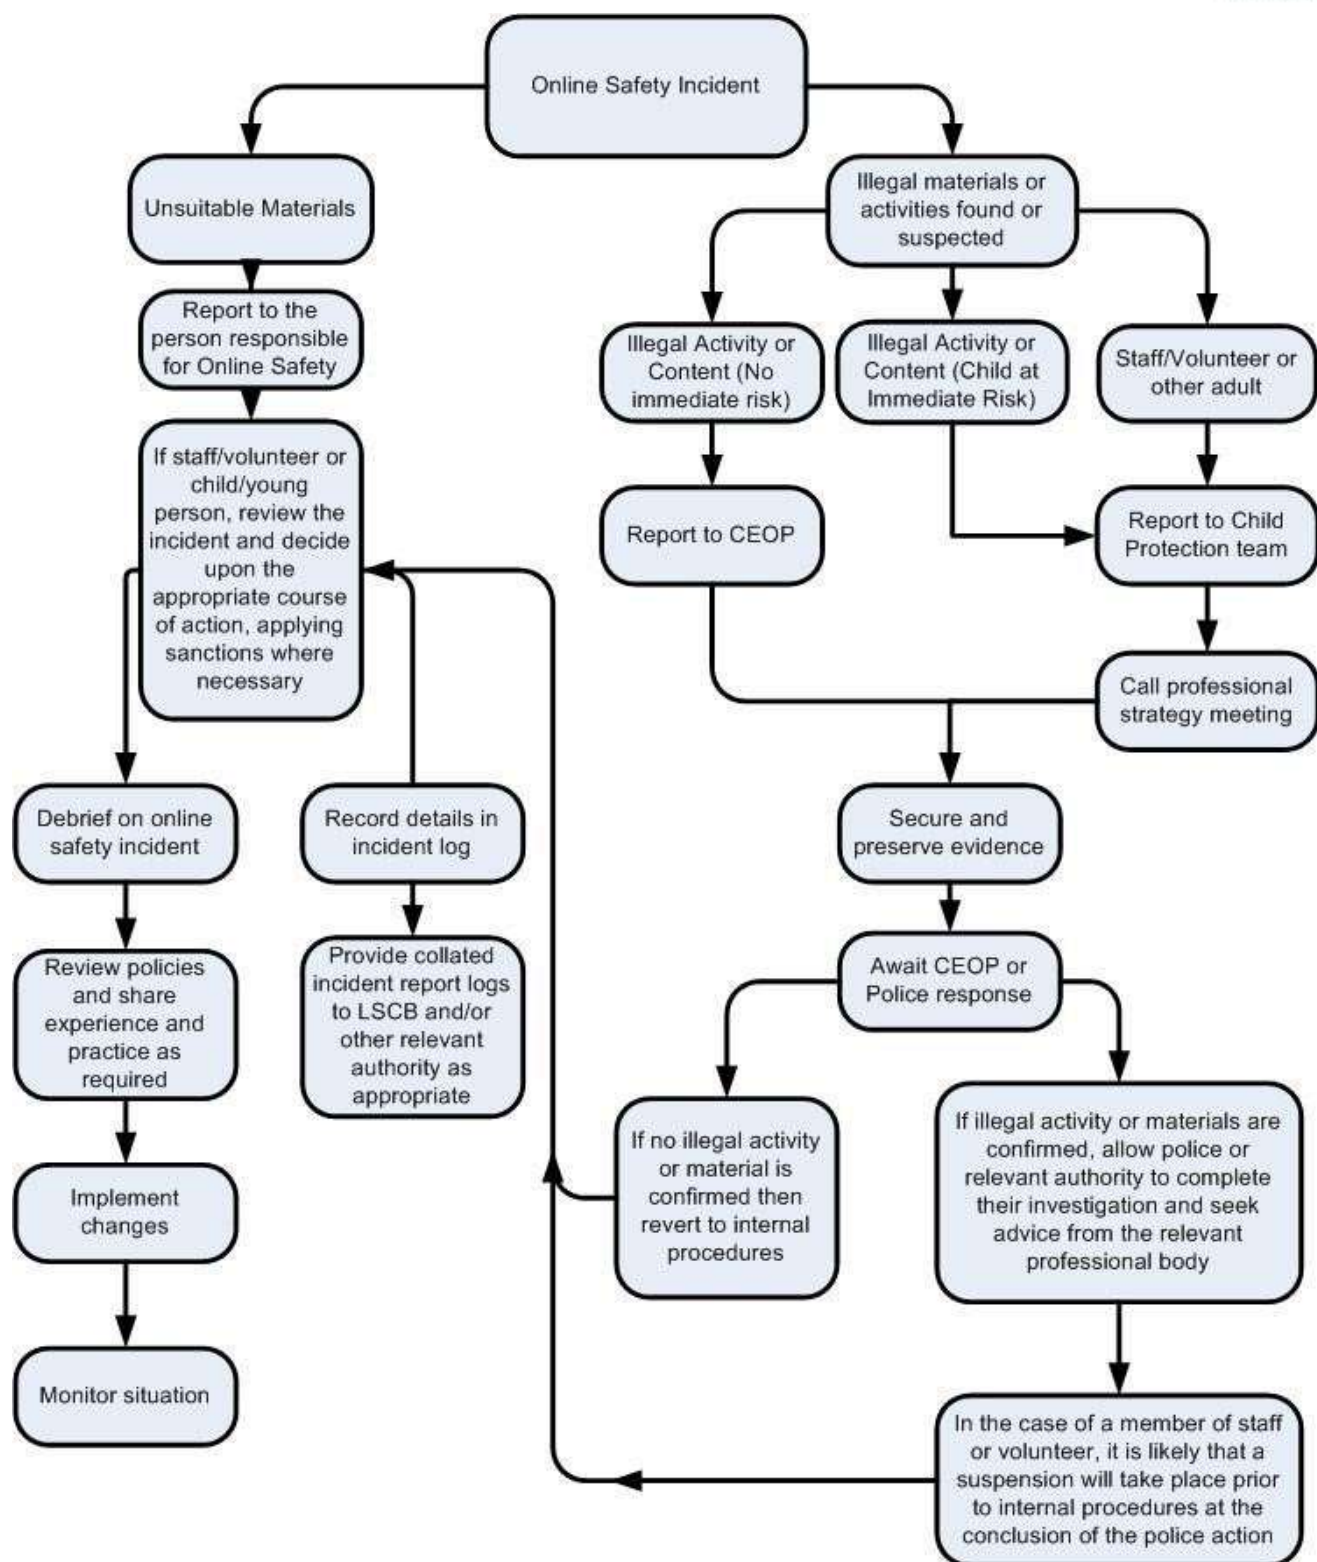 Online Safety Incident
Unsuitable Materials
Illegal materials or
activities found or
suspected
Report to the
person responsible
for Online Safety
Illegal Activity or
Content (No
immediate risk)
Illegal Activity or
Content (Child at
Immediate Risk)
Staff/Volunteer or
other adult
If staff/volunteer or
child/young
person, review the
incident and decide
upon the
appropriate course
of action, applying
sanctions where
necessary
Report to CEOP
Report to Child
Protection team
Call professional
strategy meeting
Debrief on online
safety incident
Record details in
incident log
Secure and
preserve evidence
Review policies
and share
experience and
practice as
required
Provide collated
incident report logs
to LSCB and/or
other relevant
authority as
appropriate
Await CEOP or
Police response
If no illegal activity
or material is
confirmed then
revert to internal
procedures
If illegal activity or materials are
confirmed, allow police or
relevant authority to complete
their investigation and seek
advice from the relevant
professional body
Implement
changes
Monitor situation
In the case of a member of staff
or volunteer, it is likely that a
suspension will take place prior
to internal procedures at the
conclusion of the police action